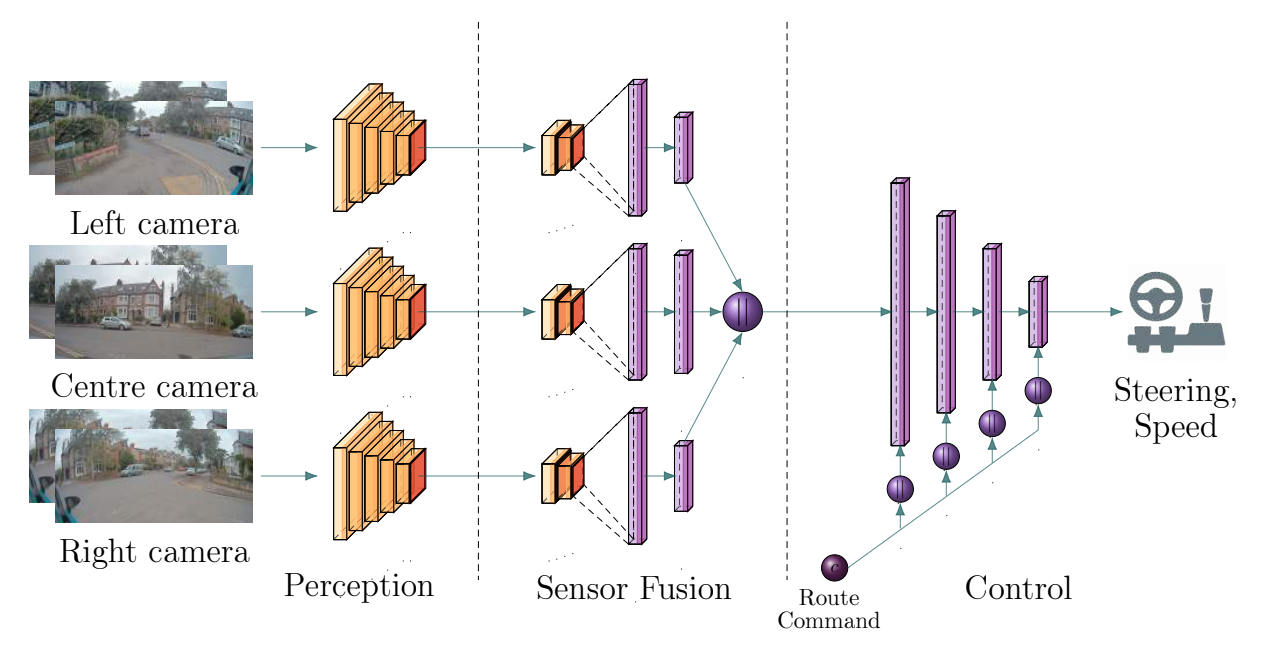 Left camera
Centre camera
Right camera
Perception
Sensor Fusion
c
Route
Command
Control
Steering,
Speed